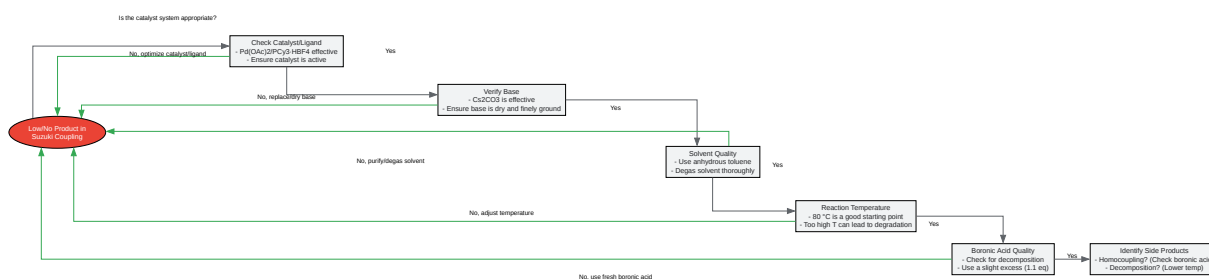 Is the catalyst system appropriate?
Check Catalyst/Ligand
- Pd(OAc)2/PCy3·HBF4 effective
- Ensure catalyst is active
Yes
No, optimize catalyst/ligand
Verify Base
- Cs2CO3 is effective
- Ensure base is dry and finely ground
Yes
No, replace/dry base
Low/No Product in
Suzuki Coupling
Solvent Quality
- Use anhydrous toluene
- Degas solvent thoroughly
Yes
No, purify/degas solvent
Reaction Temperature
- 80 °C is a good starting point
- Too high T can lead to degradation
Yes
No, adjust temperature
Boronic Acid Quality
- Check for decomposition
- Use a slight excess (1.1 eq)
Yes
Identify Side Products
- Homocoupling? (Check boronic acid
- Decomposition? (Lower temp)
No, use fresh boronic acid